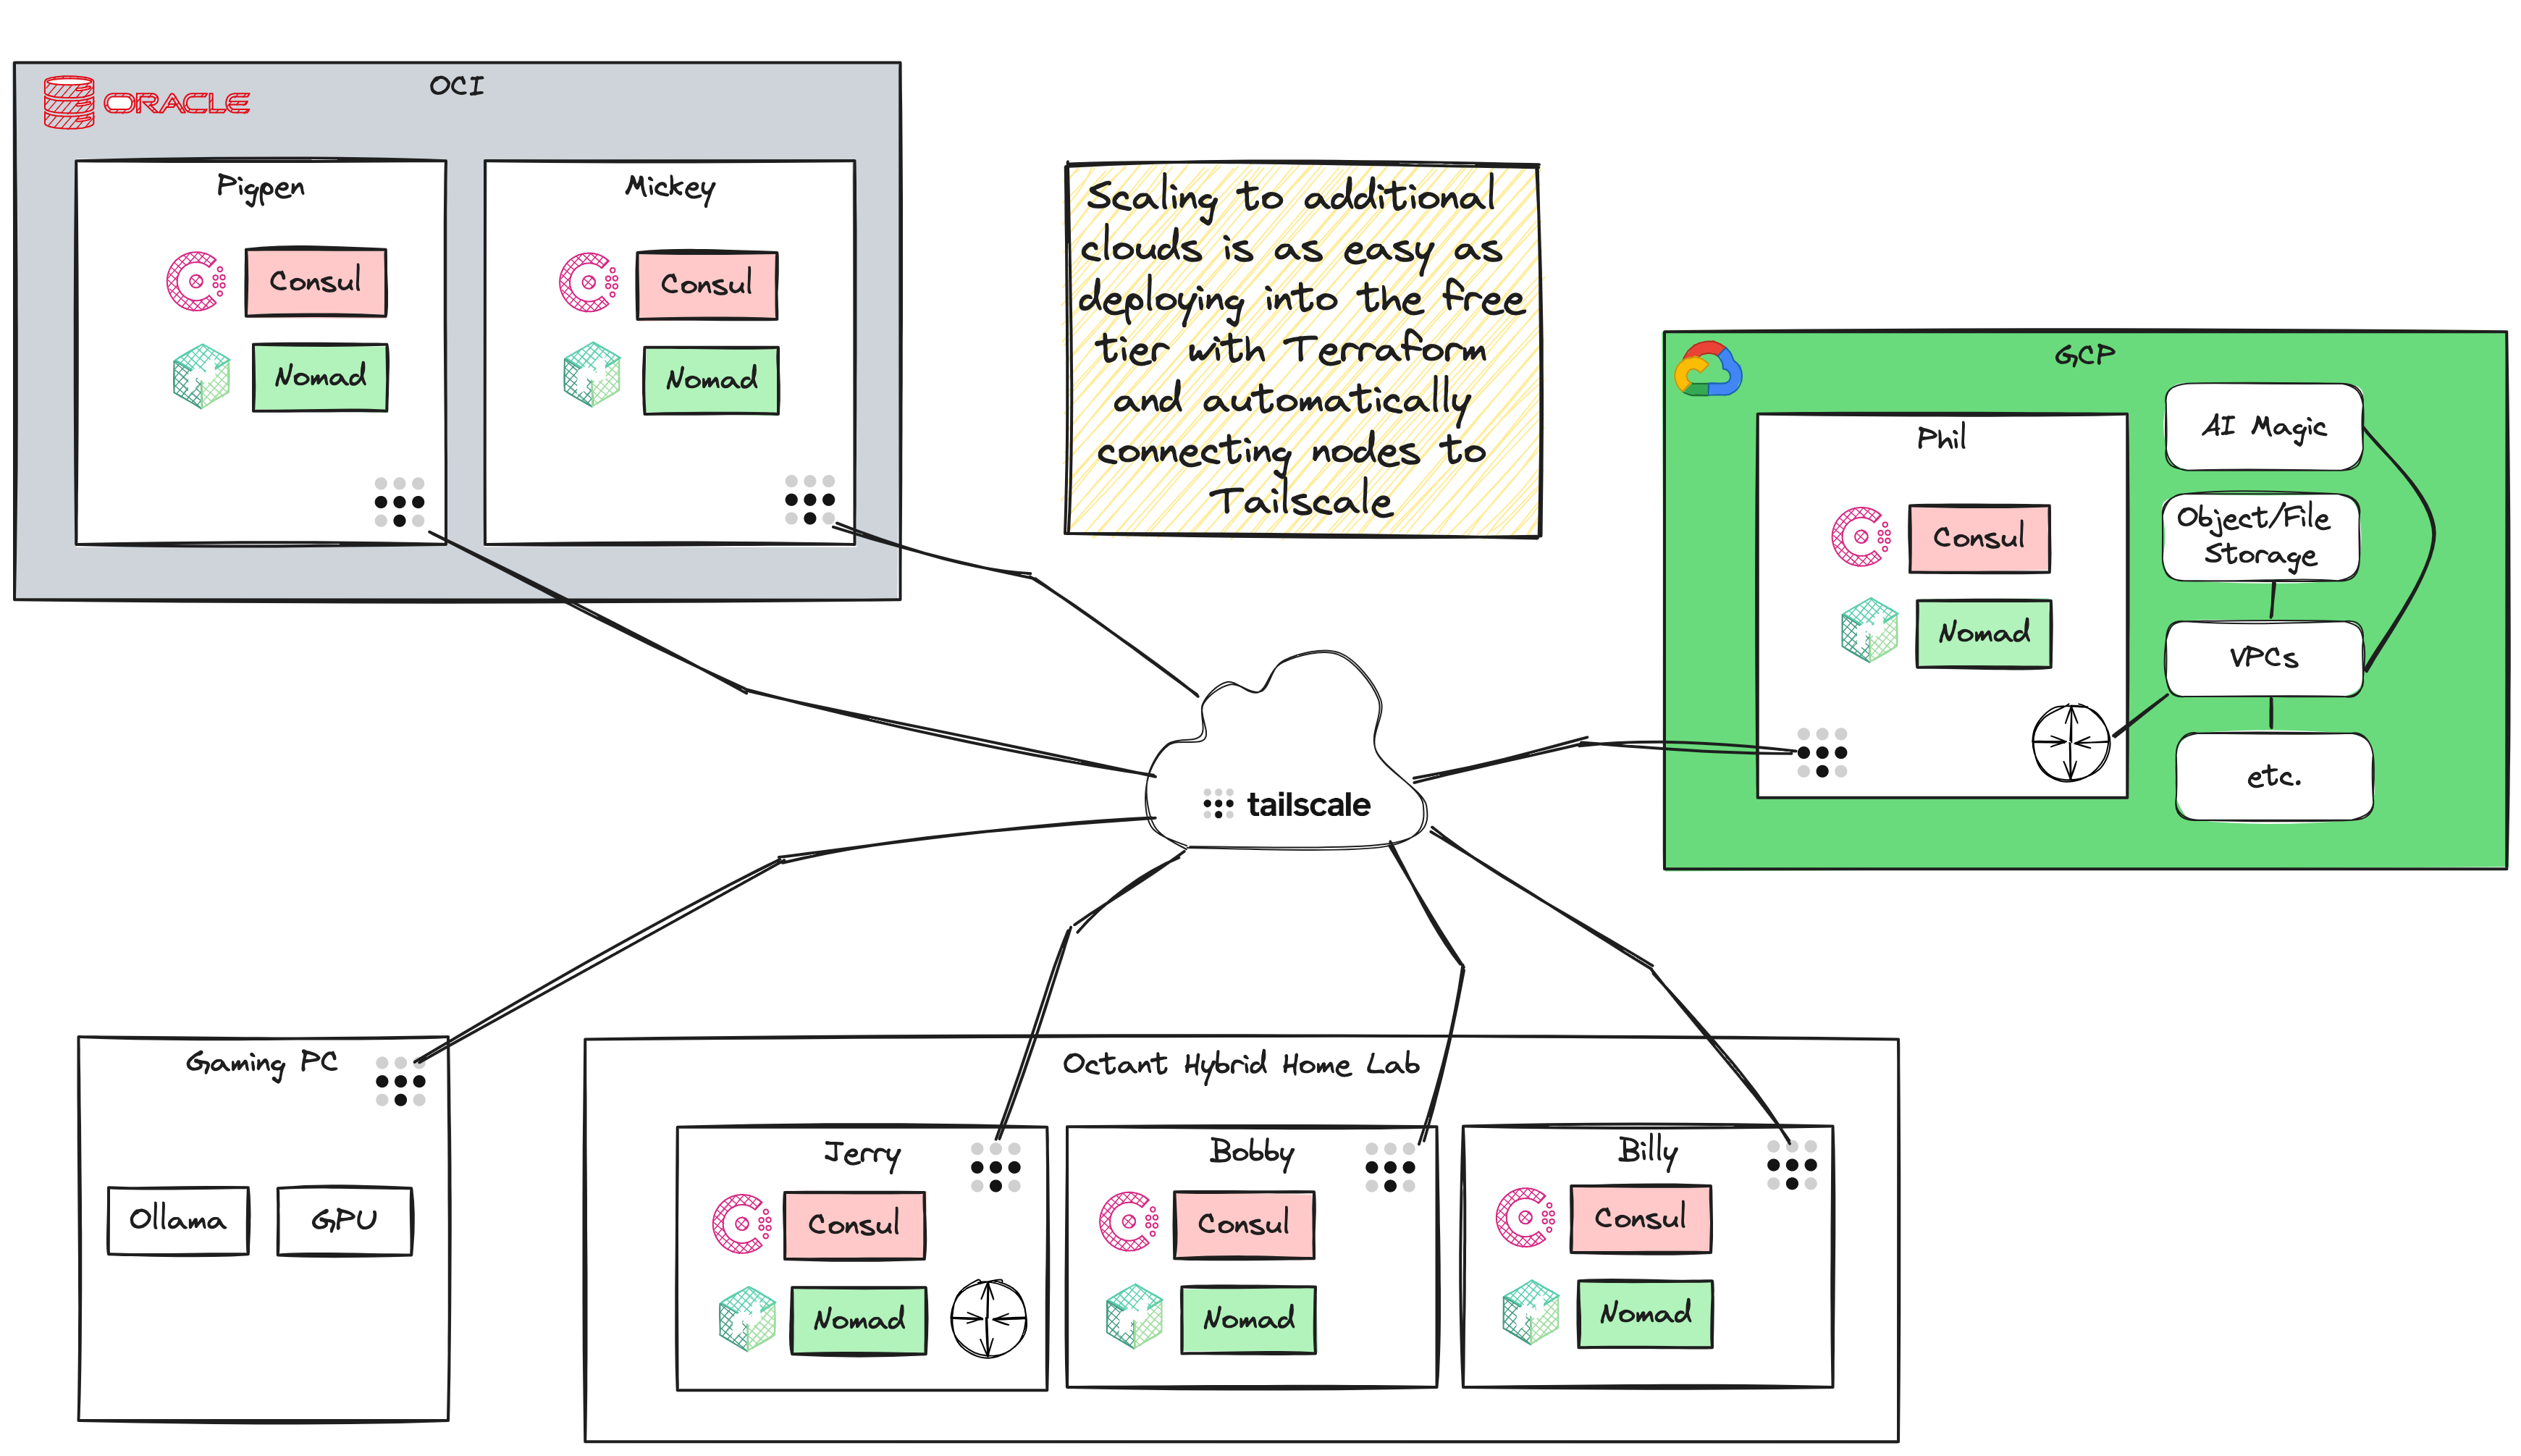 OCI
ORACLE
Pigpen
Consul
Nomad
Mickey
Consul
Nomad
Scaling to additional
clouds is as easy as
deploying into the free
tier with Terraform
and automatically
connecting nodes to
Tailscale
GCP
Phil
Consul
Nomad
AI Magic
Object/File
Storage
VPCs
etc.
tailscale
Gaming PC
Ollama
GPU
Octant Hybrid Home Lab
Jerry
Consul
Nomad
Bobby
Consul
Nomad
Billy
Consul
Nomad